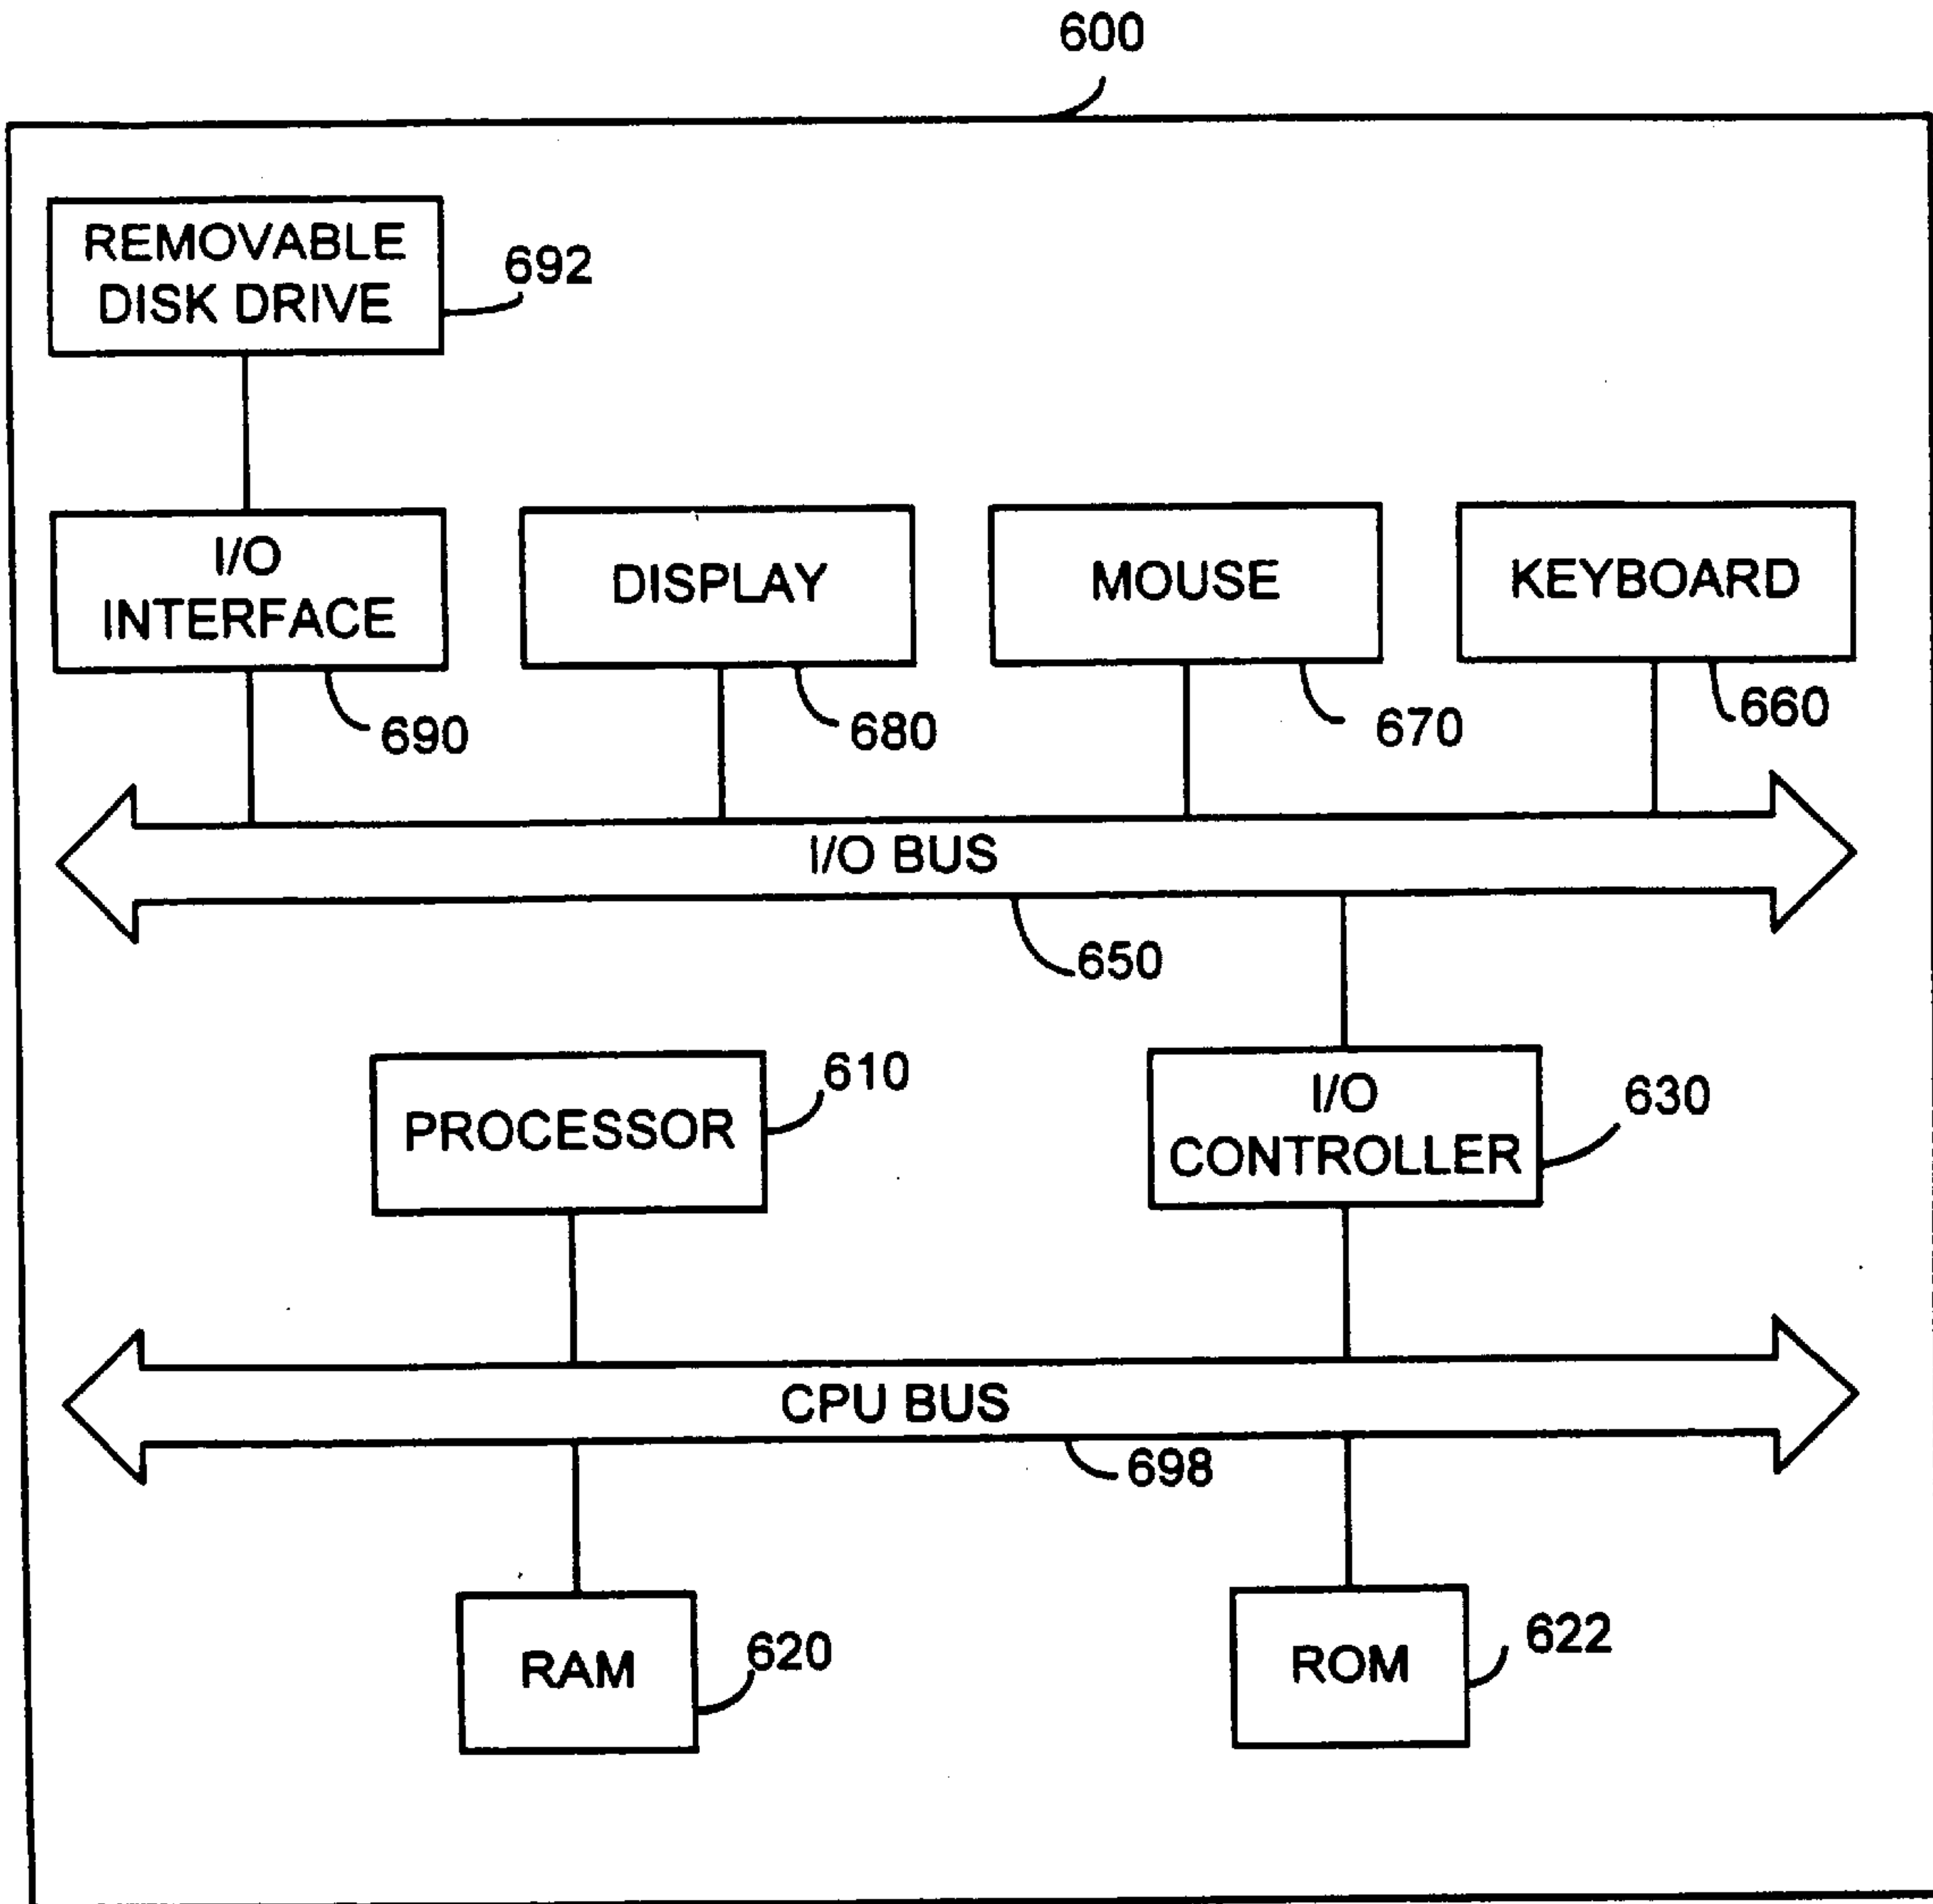 600
REMOVABLE
DISK DRIVE
692
I/O
INTERFACE
690
DISPLAY
680
MOUSE
670
KEYBOARD
660
I/O BUS
650
PROCESSOR
610
I/O
CONTROLLER
630
CPU BUS
698
RAM
620
ROM
622